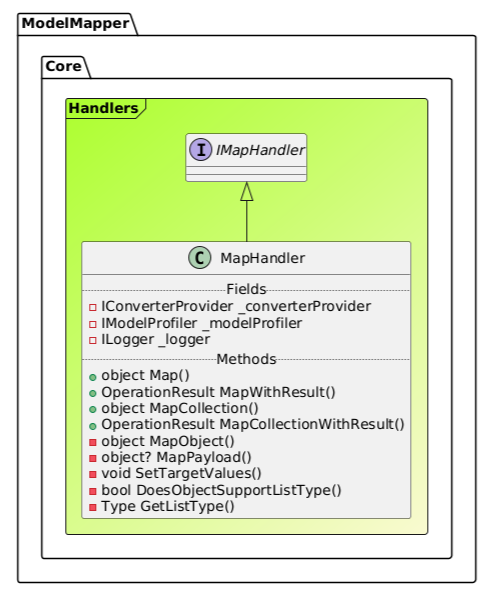 ModelMapper
Core
Handlers
I IMapHandler
C MapHandler
Fields
IConverterProvider _converterProvider
IModelProfiler _modelProfiler
ILogger _logger
Methods
object Map()
OperationResult MapWithResult()
object MapCollection()
OperationResult MapCollectionWithResult()
object MapObject()
object? MapPayload()
void SetTargetValues()
bool DoesObjectSupportListType()
Type GetListType()